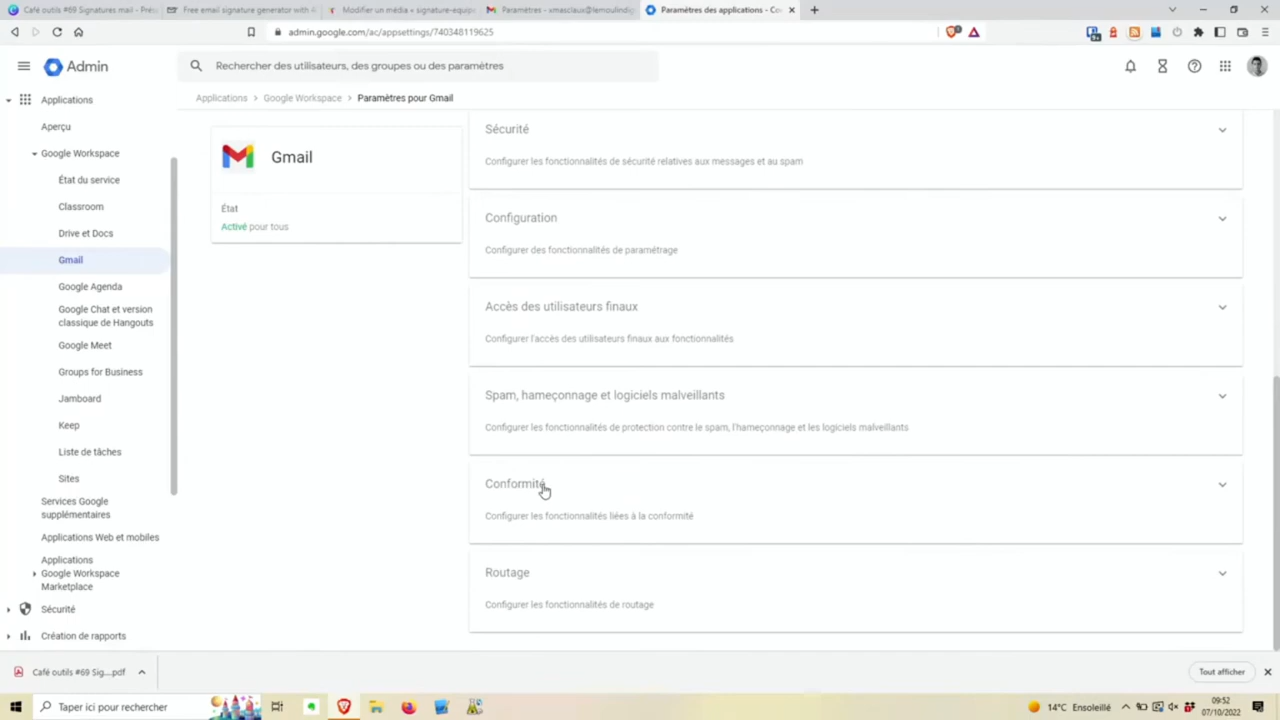 Café outils #69 Signatures mail - Prés
Free email signature generator with
Modifier un média « signature-equip
Paramètres - xmasclaux@lemoulindig
Paramètres des applications - Co
admin.google.com/ac/appsettings/740348119625
Admin
Rechercher des utilisateurs, des groupes ou des paramètres
Applications > Google Workspace > Paramètres pour Gmail
Applications
Aperçu
Google Workspace
État du service
Classroom
Drive et Docs
Gmail
Google Agenda
Google Chat et version
classique de Hangouts
Google Meet
Groups for Business
Jamboard
Keep
Liste de tâches
Sites
Services Google
supplémentaires
Applications Web et mobiles
Applications
Google Workspace
Marketplace
Sécurité
Création de rapports
Gmail
État
Activé pour tous
Sécurité
Configurer les fonctionnalités de sécurité relatives aux messages et au spam
Configuration
Configurer des fonctionnalités de paramétrage
Accès des utilisateurs finaux
Configurer l'accès des utilisateurs finaux aux fonctionnalités
Spam, hameçonnage et logiciels malveillants
Configurer les fonctionnalités de protection contre le spam, l'hameçonnage et les logiciels malveillants
Conformité
Configurer les fonctionnalités liées à la conformité
Routage
Configurer les fonctionnalités de routage
Café outils #69 Sig....pdf
Tout afficher
Taper ici pour rechercher
14°C Ensoleillé
09:52
07/10/2022